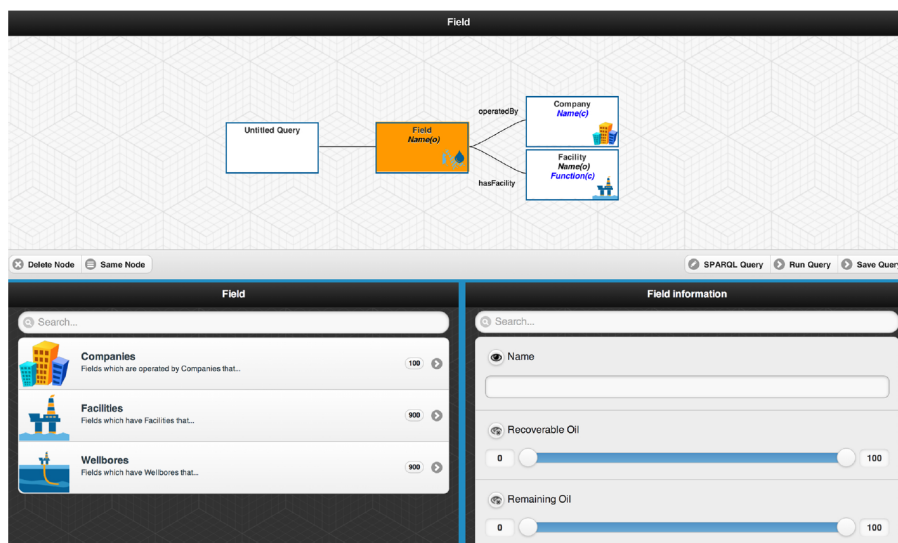 Field
operatedBy
Company
Name(c)
Untitled Query
Field
Name(o)
Facility
Name(o)
Function(c)
hasFacility
Delete Node
Same Node
SPARQL Query
Run Query
Save Query
Field
Field information
Search...
Search...
Companies
Fields which are operated by Companies that...
100
Name
Facilities
Fields which have Facilities that...
900
Recoverable Oil
0
100
Wellbores
Fields which have Wellbores that...
900
Remaining Oil
0
100